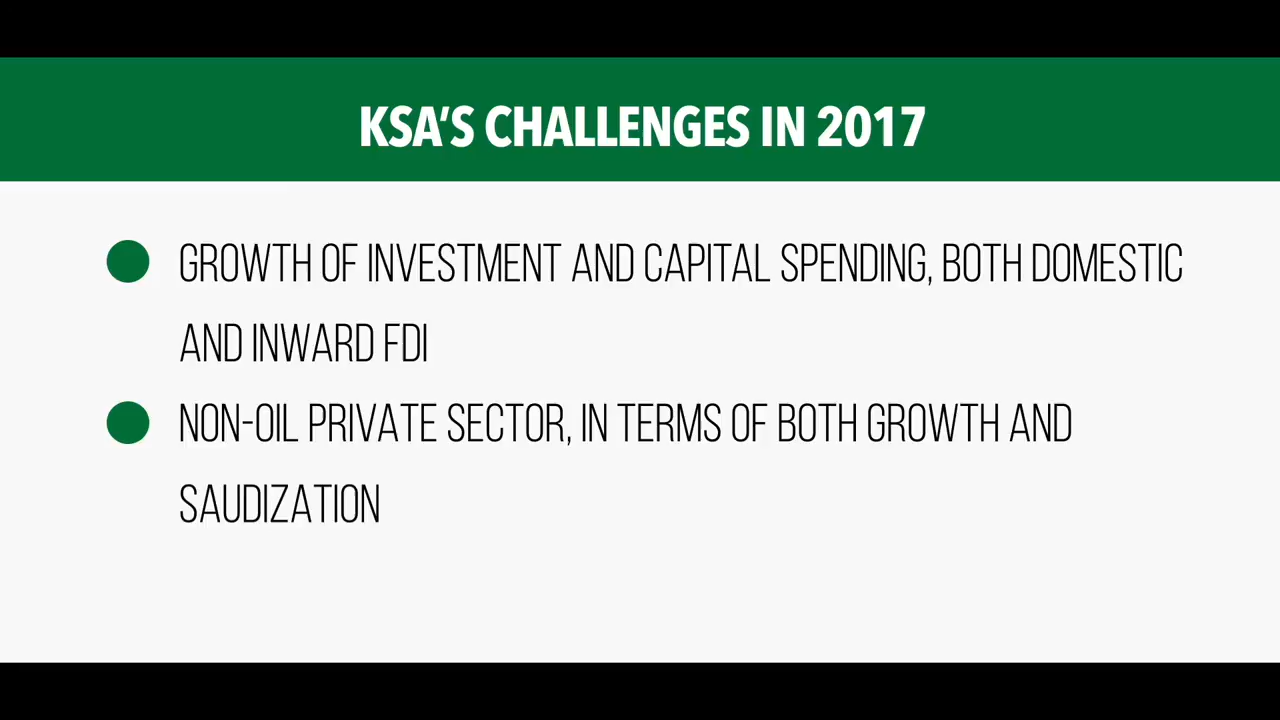 KSA'S CHALLENGES IN 2017
GROWTH OF INVESTMENT AND CAPITAL SPENDING, BOTH DOMESTIC
AND INWARD FDI
NON-OIL PRIVATE SECTOR, IN TERMS OF BOTH GROWTH AND
SAUDIZATION